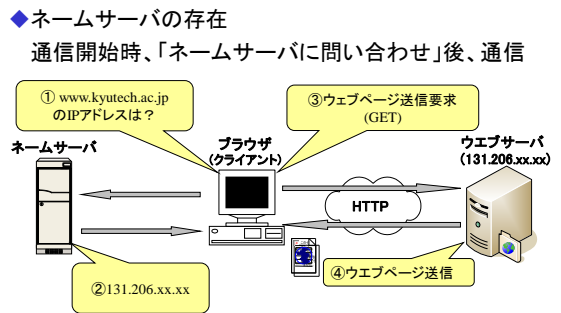 ◆ネームサーバの存在
通信開始時、「ネームサーバに問い合わせ」後、通信
① www.kyutech.ac.jp
のIPアドレスは？
③ウェブページ送信要求
(GET)
ネームサーバ
ブラウザ
(クライアント)
ウエブサーバ
(131.206.xx.xx)
HTTP
②131.206.xx.xx
④ウエブページ送信